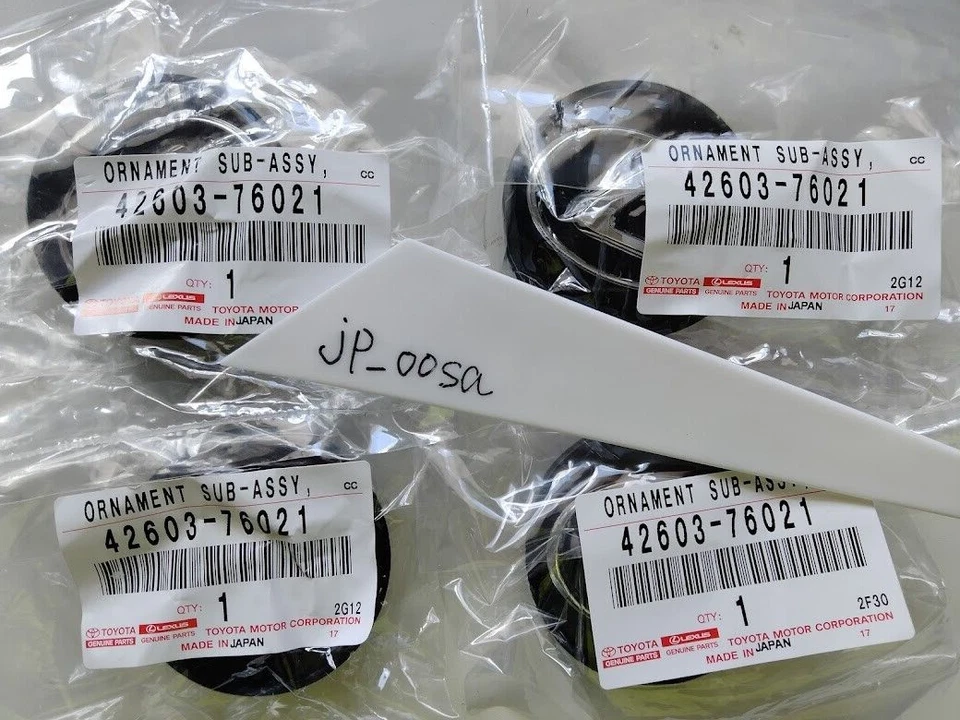 ORNAMENT SUB-ASSY, CC
42603-76021
QTY: 1
LEXUS
GENUINE PARTS TOYOTA MOTOR
MADE IN JAPAN
ORNAMENT SUB-ASSY, CC
42603-76021
QTY: 1 2G12
TOYOTA LEXUS
GENUINE PARTS GENUINE PARTS TOYOTA MOTOR CORPORATION
MADE IN JAPAN 17
jP_00sa
ORNAMENT SUB-ASSY, CC
42603-76021
QTY: 1 2G12
TOYOTA LEXUS
GENUINE PARTS GENUINE PARTS TOYOTA MOTOR CORPORATION
MADE IN JAPAN 17
ORNAMENT SUB-ASSY,
42603-76021
QTY: 1 2F30
TOYOTA LEXUS
GENUINE PARTS GENUINE PARTS TOYOTA MOTOR CORPORATION
MADE IN JAPAN 17